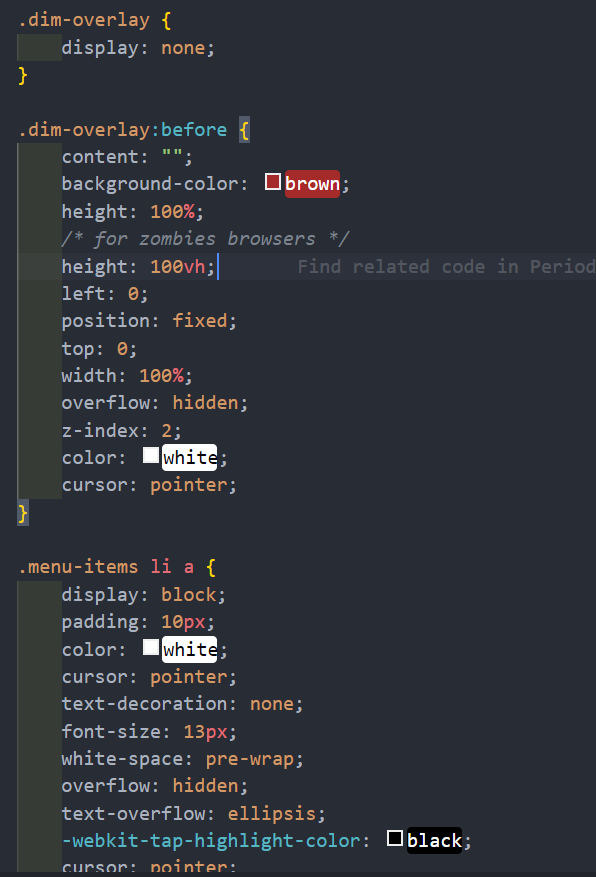 .dim-overlay {
display: none;
}
.dim-overlay:before {
content: "";
background-color: brown;
height: 100%;
/* for zombies browsers */
height: 100vh; Find related code in Period
left: 0;
position: fixed;
top: 0;
width: 100%;
overflow: hidden;
z-index: 2;
color: white;
cursor: pointer;
}
.menu-items li a {
display: block;
padding: 10px;
color: white;
cursor: pointer;
text-decoration: none;
font-size: 13px;
white-space: pre-wrap;
overflow: hidden;
text-overflow: ellipsis;
-webkit-tap-highlight-color: black;
cursor: pointer;